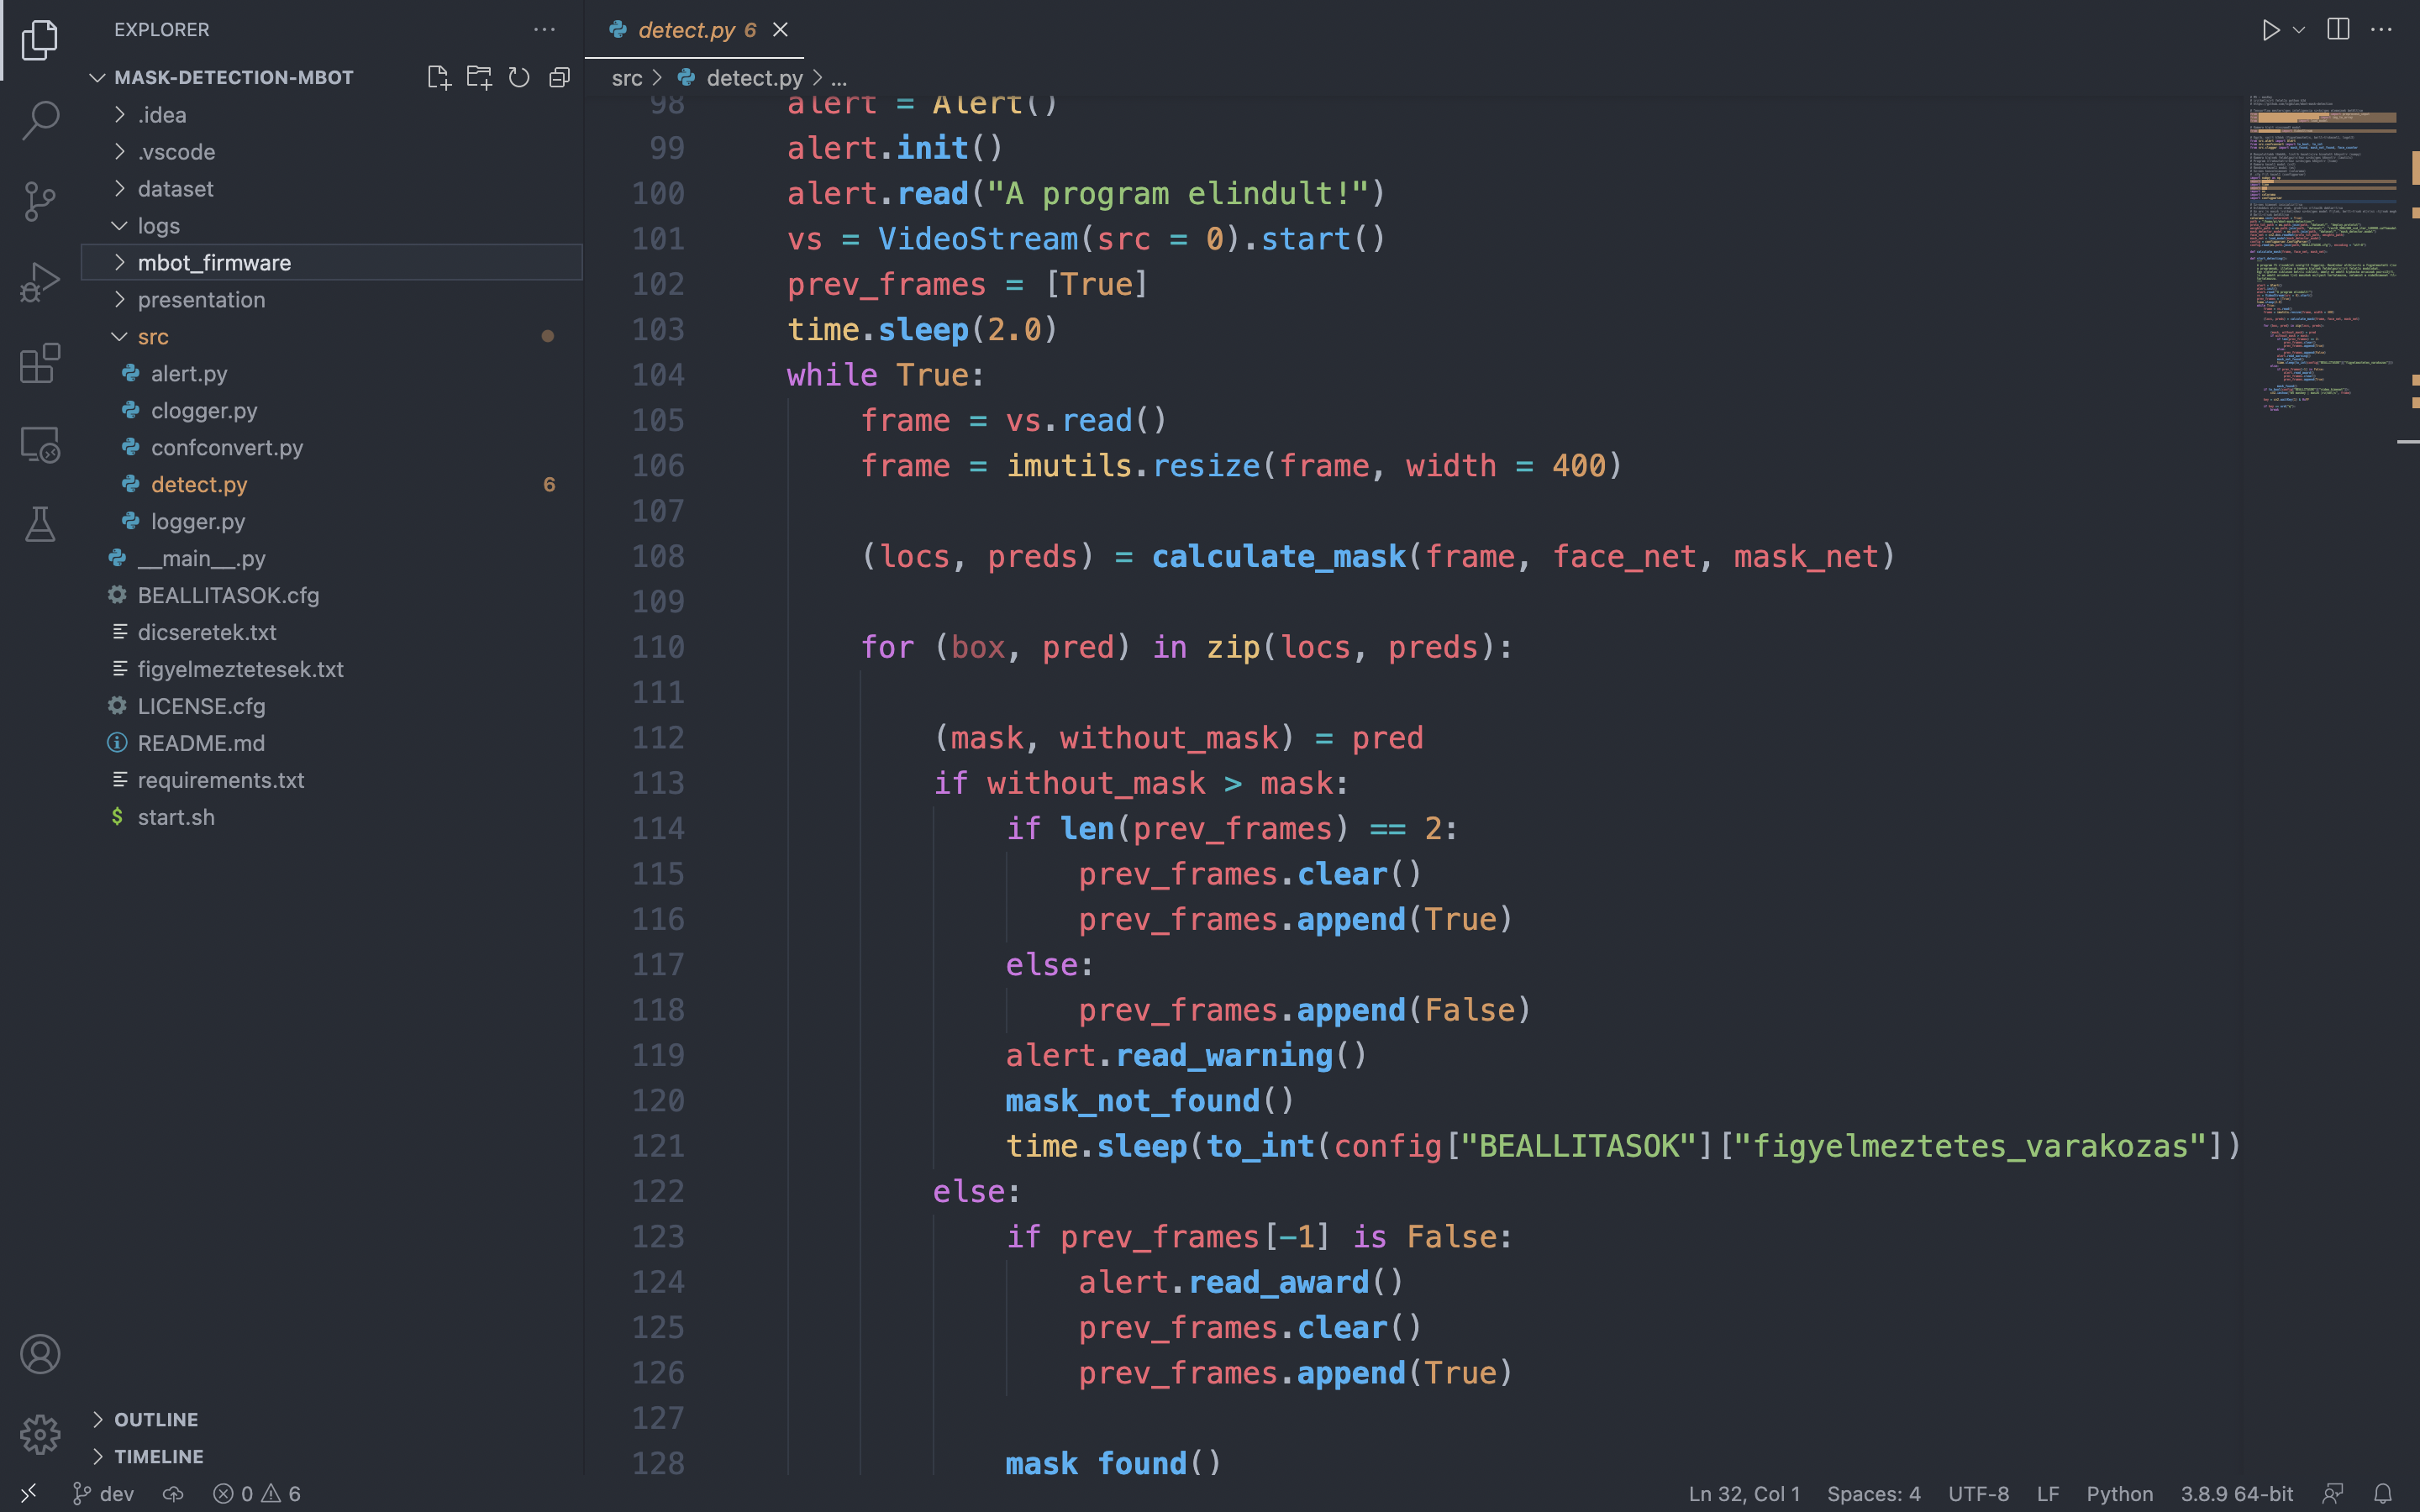 EXPLORER
MASK-DETECTION-MBOT
.idea
.vscode
dataset
logs
mbot_firmware
presentation
src
alert.py
clogger.py
confconvert.py
detect.py 6
logger.py
__main__.py
BEALLITASOK.cfg
dicseretek.txt
figyelmeztetesek.txt
LICENSE.cfg
README.md
requirements.txt
start.sh
OUTLINE
TIMELINE
detect.py 6
src > detect.py > ...
98 alert = Alert()
99 alert.init()
100 alert.read("A program elindult!")
101 vs = VideoStream(src = 0).start()
102 prev_frames = [True]
103 time.sleep(2.0)
104 while True:
105 frame = vs.read()
106 frame = imutils.resize(frame, width = 400)
107
108 (locs, preds) = calculate_mask(frame, face_net, mask_net)
109
110 for (box, pred) in zip(locs, preds):
111
112 (mask, without_mask) = pred
113 if without_mask > mask:
114 if len(prev_frames) == 2:
115 prev_frames.clear()
116 prev_frames.append(True)
117 else:
118 prev_frames.append(False)
119 alert.read_warning()
120 mask_not_found()
121 time.sleep(to_int(config["BEALLITASOK"]["figyelmeztetes_varakozas"])
122 else:
123 if prev_frames[-1] is False:
124 alert.read_award()
125 prev_frames.clear()
126 prev_frames.append(True)
127
128 mask_found()
dev 0 6 Ln 32, Col 1 Spaces: 4 UTF-8 LF Python 3.8.9 64-bit